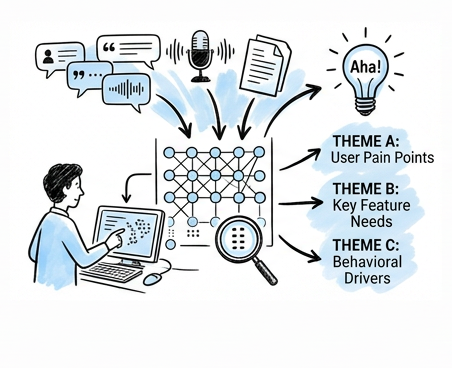 Aha!
THEME A:
User Pain Points
THEME B:
Key Feature
Needs
THEME C:
Behavioral
Drivers